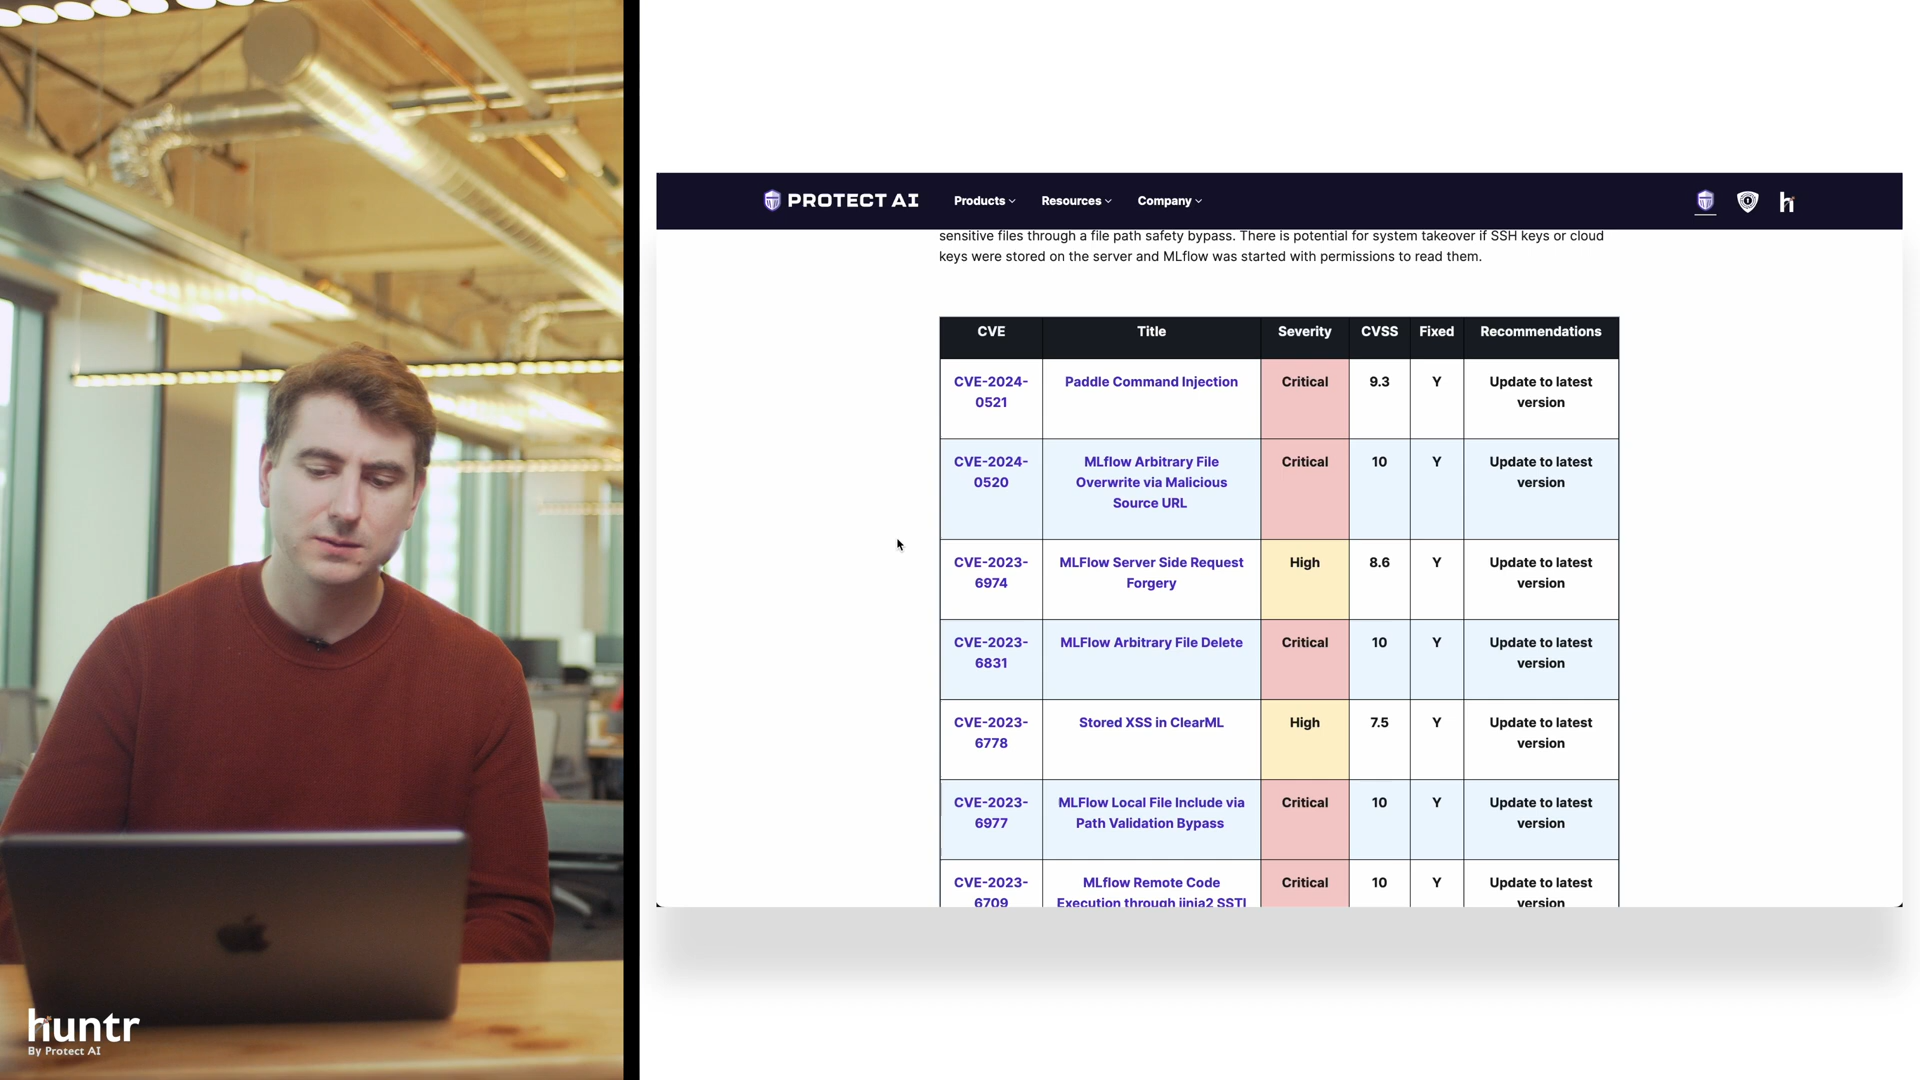 huntr
By Protect AI
PROTECT AI
Products
Resources
Company
h
sensitive files through a file path safety bypass. There is potential for system takeover if SSH keys or cloud
keys were stored on the server and MLflow was started with permissions to read them.
CVE Title Severity CVSS Fixed Recommendations
CVE-2024-
0521
Paddle Command Injection
Critical
9.3
Y
Update to latest
version
CVE-2024-
0520
MLflow Arbitrary File
Overwrite via Malicious
Source URL
Critical
10
Y
Update to latest
version
CVE-2023-
6974
MLFlow Server Side Request
Forgery
High
8.6
Y
Update to latest
version
CVE-2023-
6831
MLFlow Arbitrary File Delete
Critical
10
Y
Update to latest
version
CVE-2023-
6778
Stored XSS in ClearML
High
7.5
Y
Update to latest
version
CVE-2023-
6977
MLFlow Local File Include via
Path Validation Bypass
Critical
10
Y
Update to latest
version
CVE-2023-
6709
MLflow Remote Code
Execution through jinja2 SSTI
Critical
10
Y
Update to latest
version